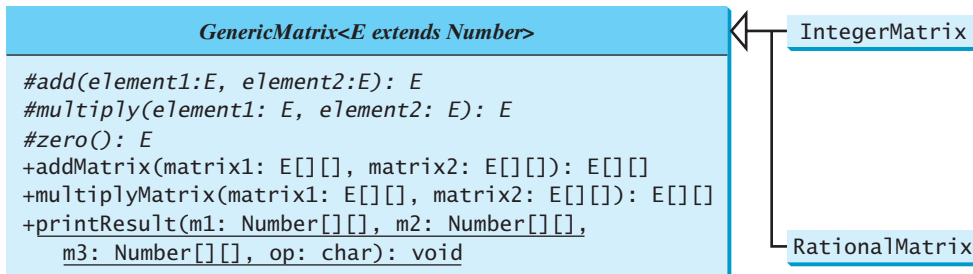 GenericMatrix<E extends Number>
#add(element1:E, element2:E): E
#multiply(element1: E, element2: E): E
#zero(): E
+addMatrix(matrix1: E[][], matrix2: E[][]): E[][]
+multiplyMatrix(matrix1: E[][], matrix2: E[][]): E[][]
+printResult(m1: Number[][], m2: Number[][],
m3: Number[][], op: char): void
IntegerMatrix
RationalMatrix